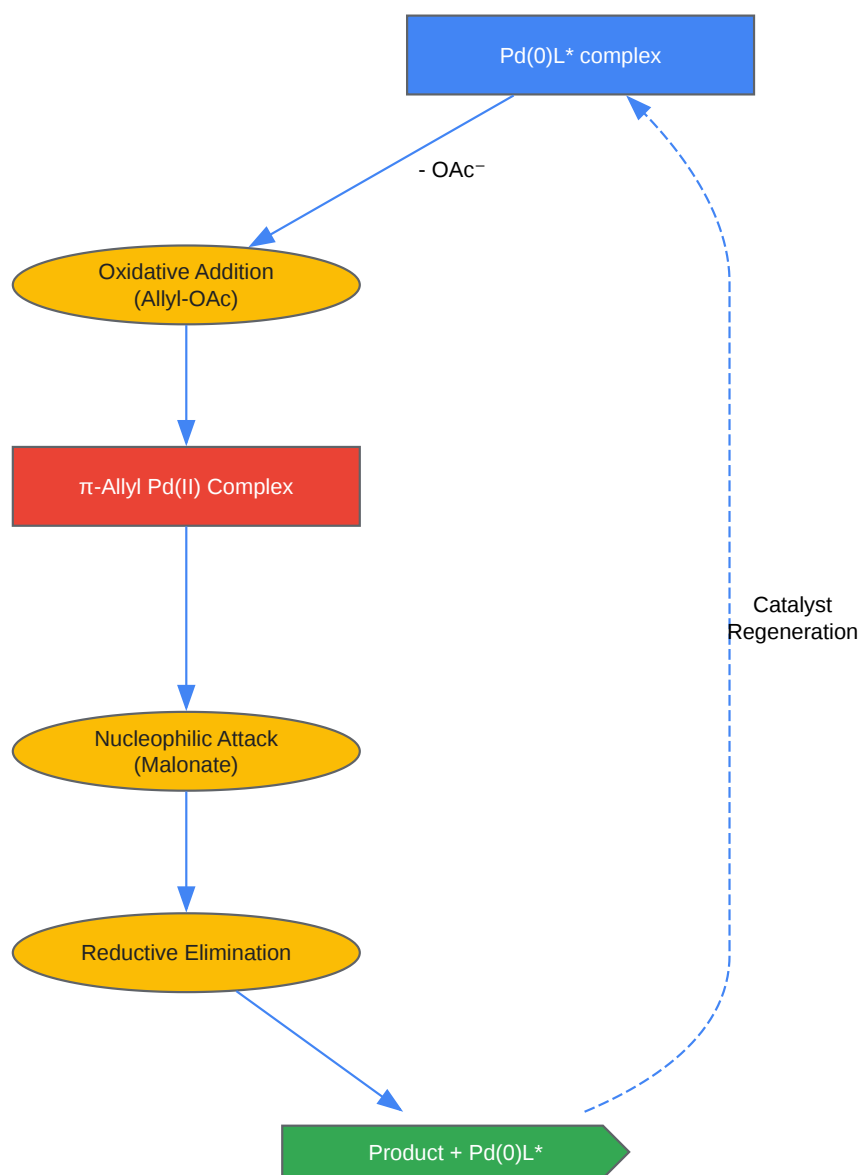 Pd(0)L* complex
- OAc⁻
Oxidative Addition
(Allyl-OAc)
π-Allyl Pd(II) Complex
Catalyst
Regeneration
Nucleophilic Attack
(Malonate)
Reductive Elimination
Product + Pd(0)L*